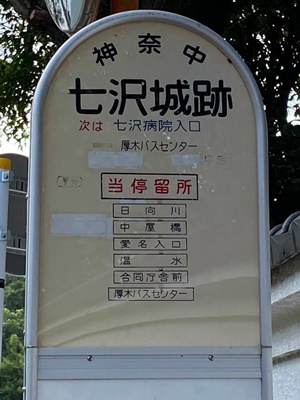 神奈中
七沢城跡
次は 七沢病院入口
厚木バスセンター
当停留所
日向川
中屋橋
愛名入口
温水
合同庁舎前
厚木バスセンター